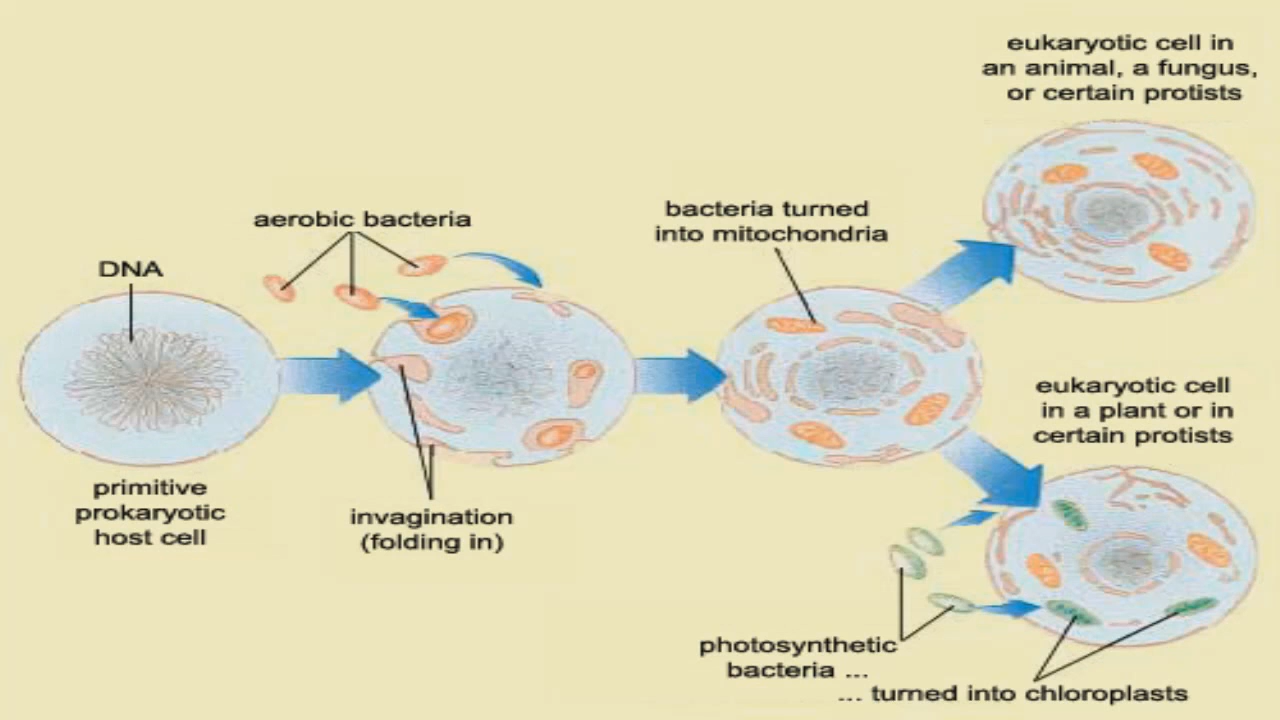 eukaryotic cell in
an animal, a fungus,
or certain protists
aerobic bacteria
bacteria turned
into mitochondria
DNA
eukaryotic cell
in a plant or in
certain protists
primitive
prokaryotic
host cell
invagination
(folding in)
photosynthetic
bacteria ...
... turned into chloroplasts